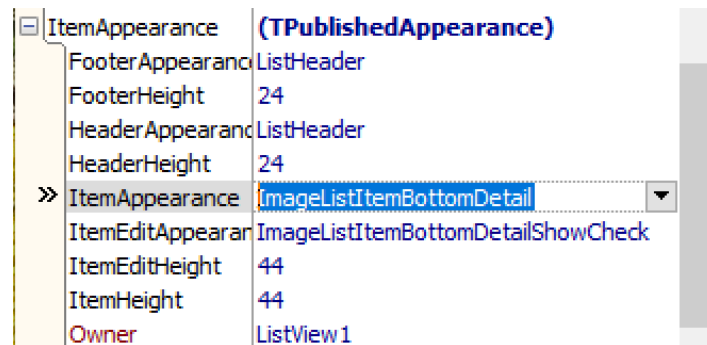 ItemAppearance (TPublishedAppearance)
FooterAppearanc ListHeader
FooterHeight 24
HeaderAppearanc ListHeader
HeaderHeight 24
ItemAppearance ImageListItemBottomDetail
ItemEditAppearan ImageListItemBottomDetailShowCheck
ItemEditHeight 44
ItemHeight 44
Owner ListView1